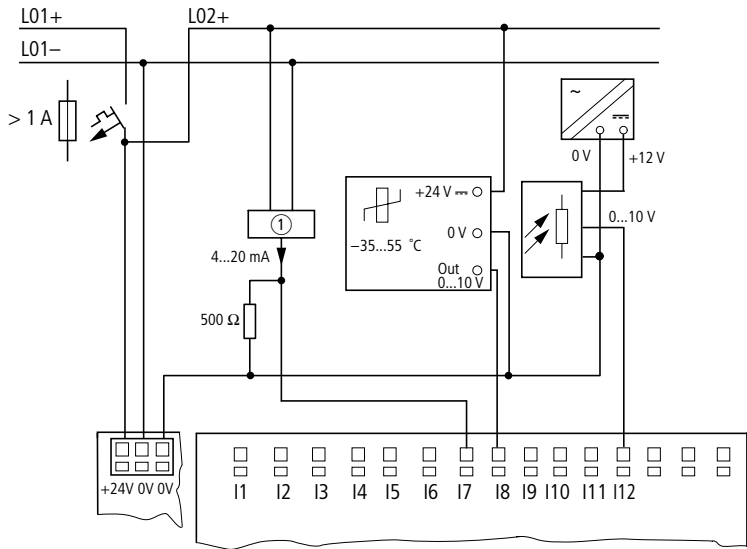 L01+ L02+
L01−
> 1 A
~
0 V +12 V
+24 V
0...10 V
①
0 V
−35...55 °C
4...20 mA
Out
0...10 V
500 Ω
+24V 0V 0V
I1 I2 I3 I4 I5 I6 I7 I8 I9 I10 I11 I12